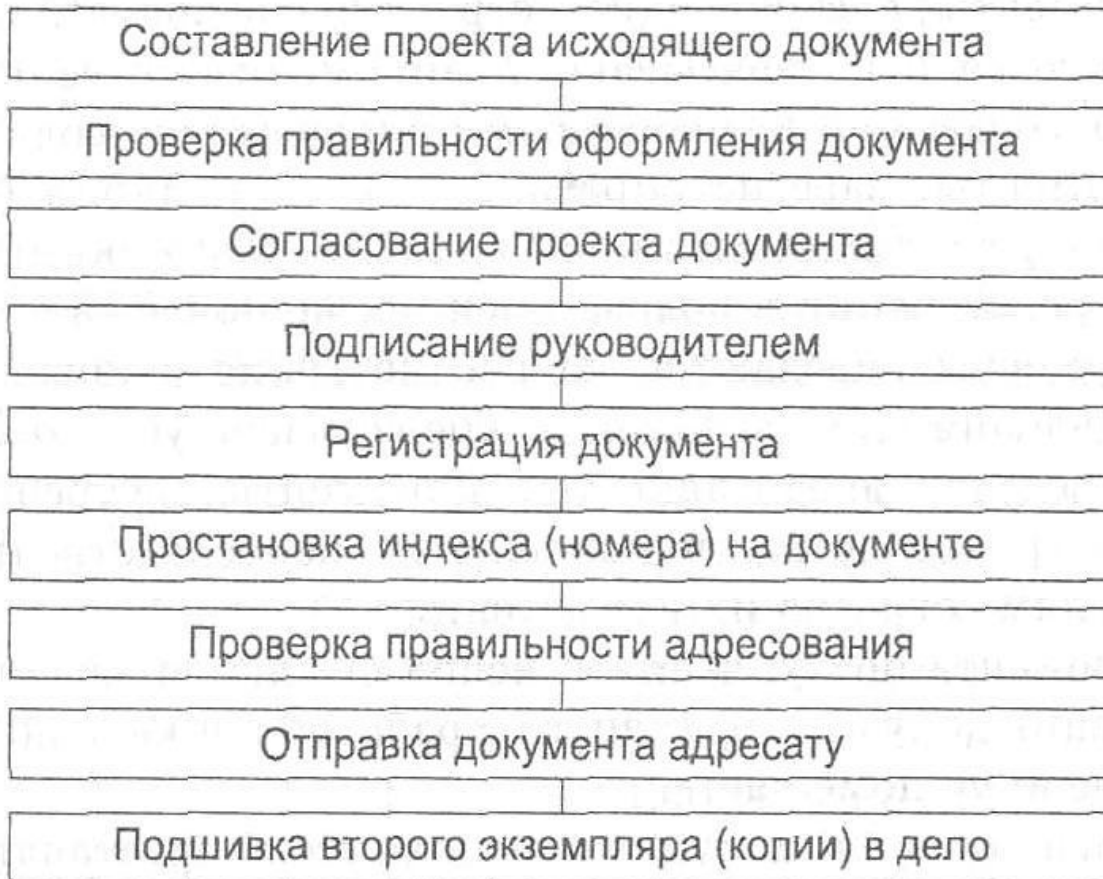 Составление проекта исходящего документа
Проверка правильности оформления документа
Согласование проекта документа
Подписание руководителем
Регистрация документа
Простановка индекса (номера) на документе
Проверка правильности адресования
Отправка документа адресату
Подшивка второго экземпляра (копии) в дело